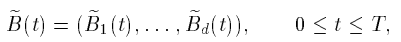 B̃(t) = (B̃₁(t), . . . , B̃_d(t)), 0 ≤ t ≤ T,